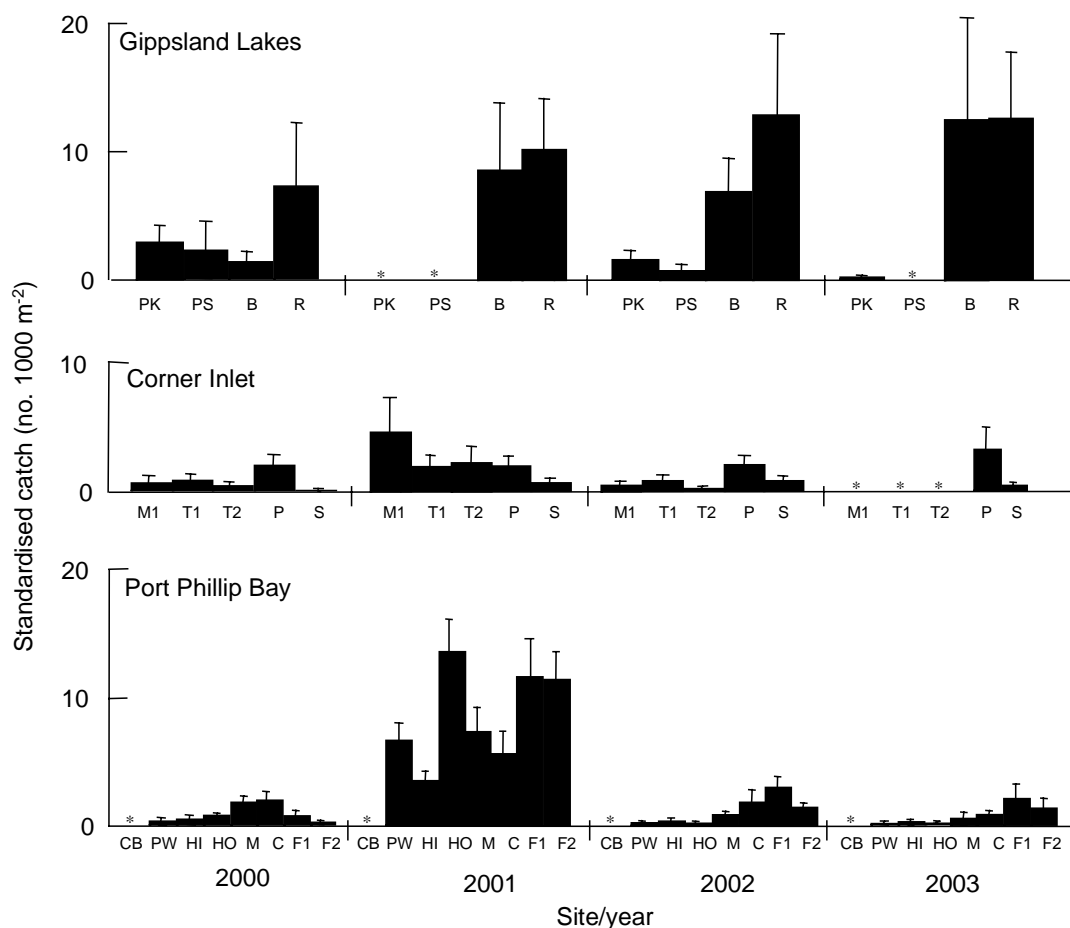 Standardised catch (no. 1000 m⁻²)
20
Gippsland Lakes
10
0
* * *
PK PS B R PK PS B R PK PS B R PK PS B R
10
Corner Inlet
0
* * *
M1 T1 T2 P S M1 T1 T2 P S M1 T1 T2 P S M1 T1 T2 P S
20
Port Phillip Bay
10
0
* * * *
CB PW HI HO M C F1 F2 CB PW HI HO M C F1 F2 CB PW HI HO M C F1 F2 CB PW HI HO M C F1 F2
2000 2001 2002 2003
Site/year